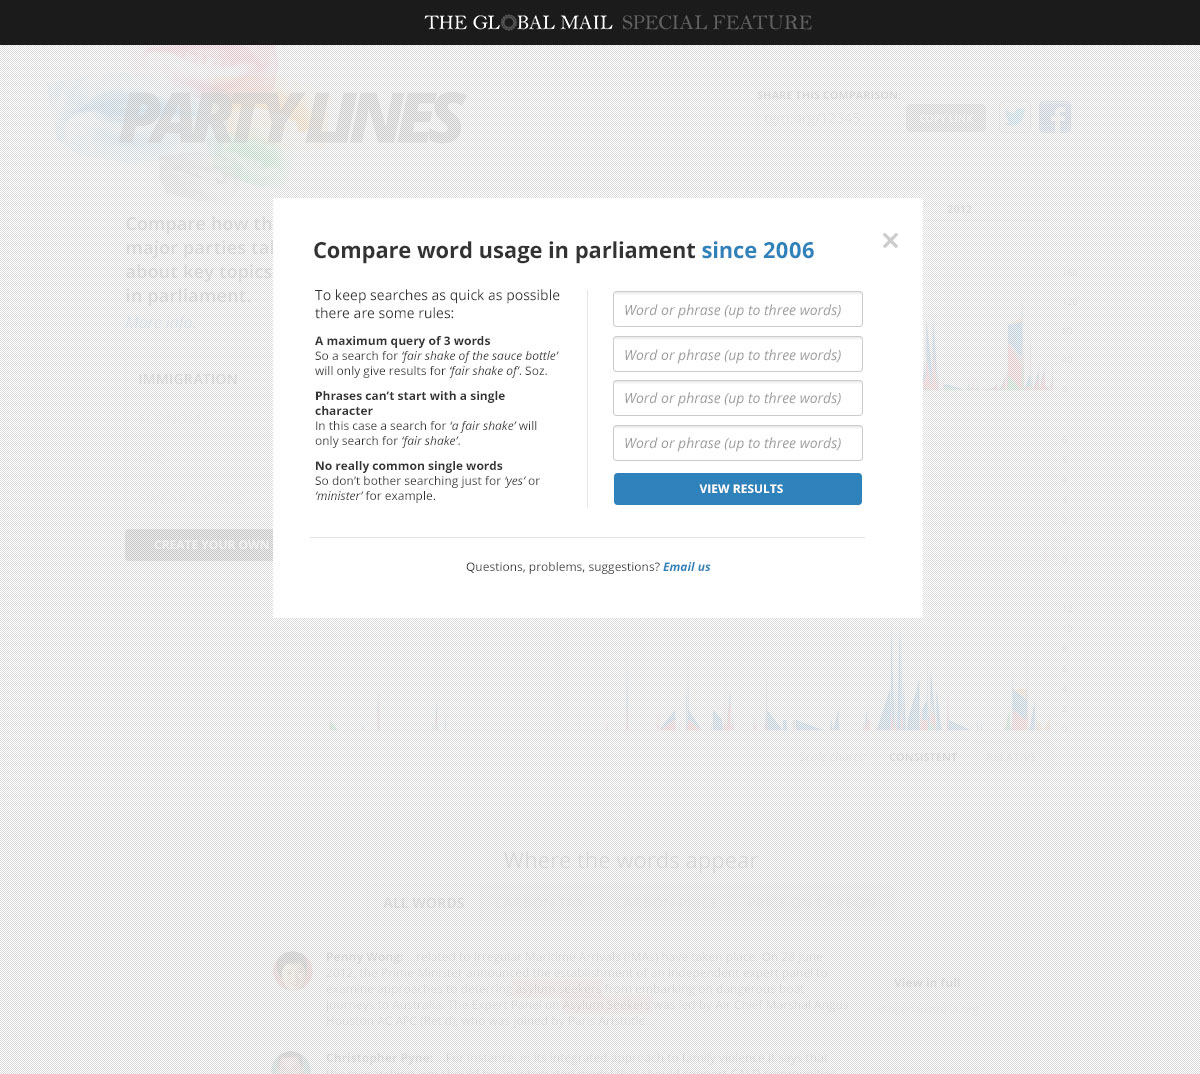 THE GLOBAL MAIL SPECIAL FEATURE
PARTY LINES
SHARE THIS COMPARISON:
COPY LINK
Compare how th
major parties tal
about key topics
in parliament.
More info.
2012
IMMIGRATION
CREATE YOUR OWN
Compare word usage in parliament since 2006
To keep searches as quick as possible
there are some rules:
A maximum query of 3 words
So a search for ‘fair shake of the sauce bottle’
will only give results for ‘fair shake of’. Soz.
Phrases can’t start with a single
character
In this case a search for ‘a fair shake’ will
only search for ‘fair shake’.
No really common single words
So don’t bother searching just for ‘yes’ or
‘minister’ for example.
Word or phrase (up to three words)
Word or phrase (up to three words)
Word or phrase (up to three words)
Word or phrase (up to three words)
VIEW RESULTS
Questions, problems, suggestions? Email us
CONSISTENT
RELATIVE
Where the words appear
ALL WORDS
CARBON TAX
CARBON PRICE
PRICE ON CARBON
Penny Wong: ...related to Irregular Maritime Arrivals (IMAs) have taken place. On 28 June
2012, the Prime Minister announced the establishment of an independent expert panel to
examine approaches to deterring asylum seekers from embarking on dangerous boat
journeys to Australia. The Expert Panel on Asylum Seekers was led by Air Chief Marshal Angus
Houston AC AFC (Ret'd), who was joined by Paris Aristotle
View in full
Christopher Pyne: ...For instance, in its integrated approach to family violence it says that